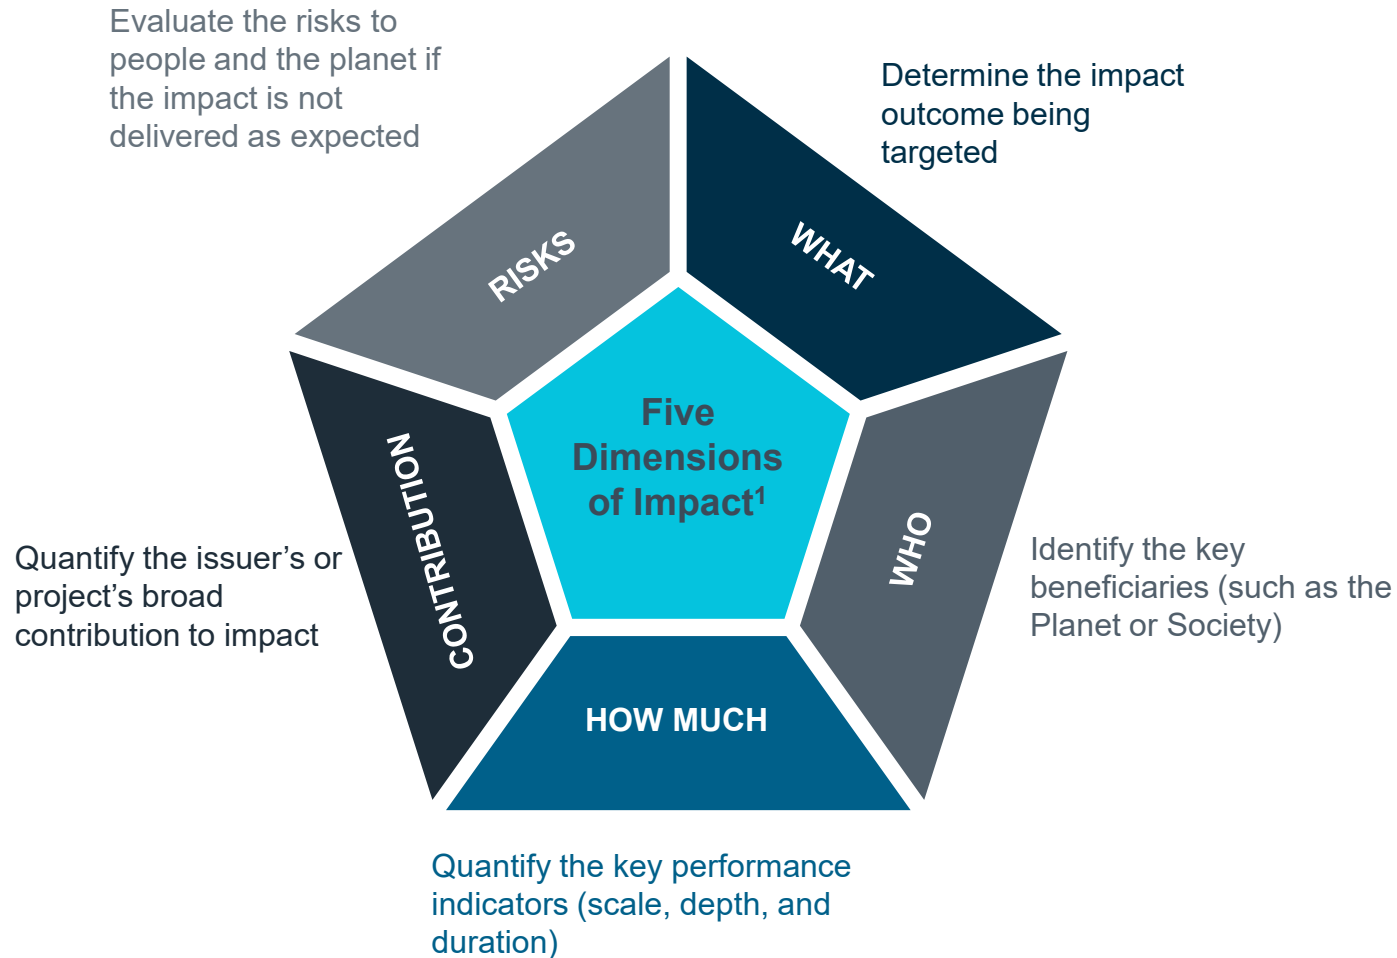 Evaluate the risks to
people and the planet if
the impact is not
delivered as expected
Determine the impact
outcome being
targeted
RISKS
WHAT
Five
Dimensions
of Impact¹
CONTRIBUTION
WHO
Quantify the issuer’s or
project’s broad
contribution to impact
Identify the key
beneficiaries (such as the
Planet or Society)
HOW MUCH
Quantify the key performance
indicators (scale, depth, and
duration)